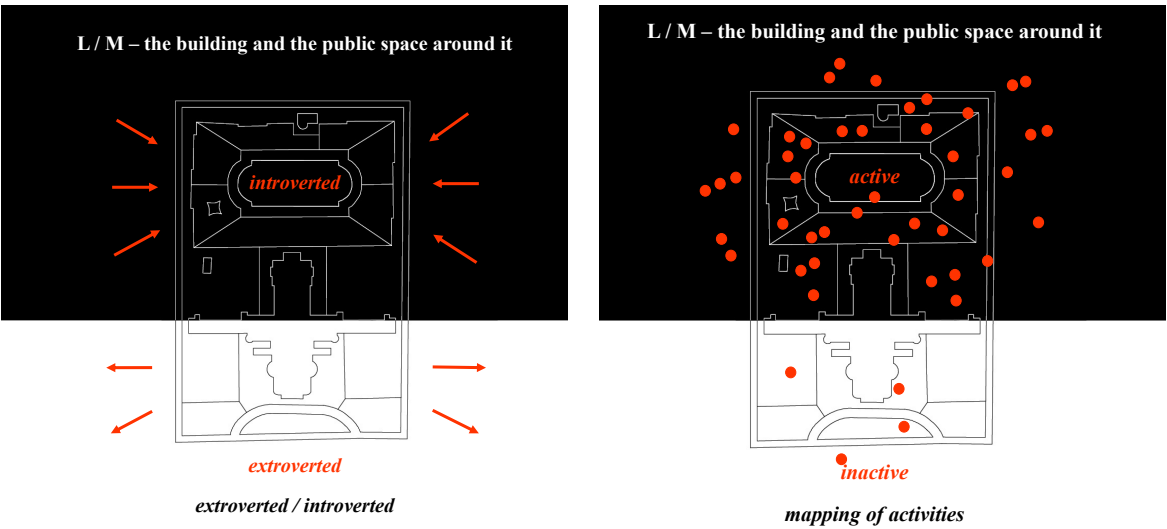 L / M – the building and the public space around it
introverted
extroverted
extroverted / introverted
L / M – the building and the public space around it
active
inactive
mapping of activities